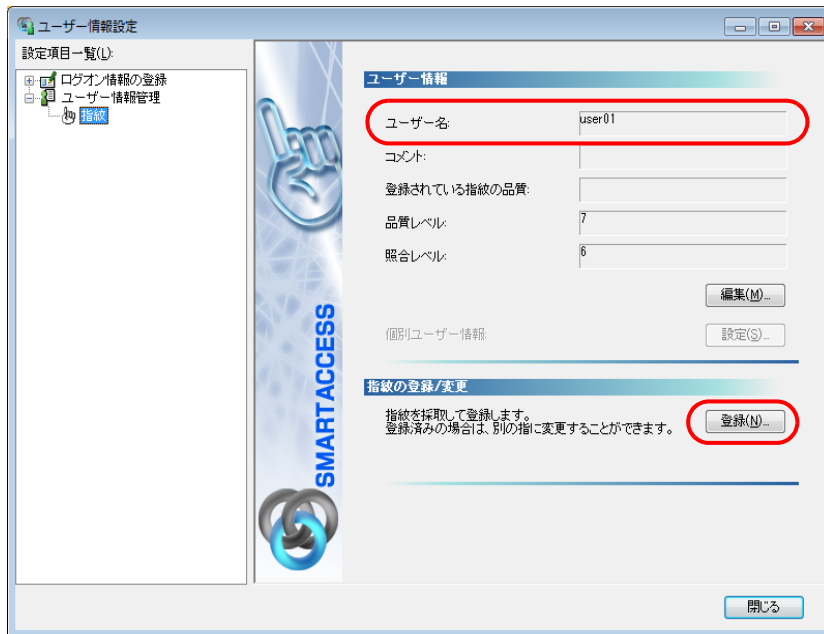 ユーザー情報設定
設定項目一覧(L):
ログオン情報の登録
ユーザー情報管理
指紋
SMARTACCESS
ユーザー情報
ユーザー名: user01
コメント:
登録されている指紋の品質:
品質レベル: 7
照合レベル: 6
編集(M)...
個別ユーザー情報: 設定(S)...
指紋の登録/変更
指紋を採取して登録します。
登録済みの場合は、別の指に変更することができます。
登録(N)...
閉じる